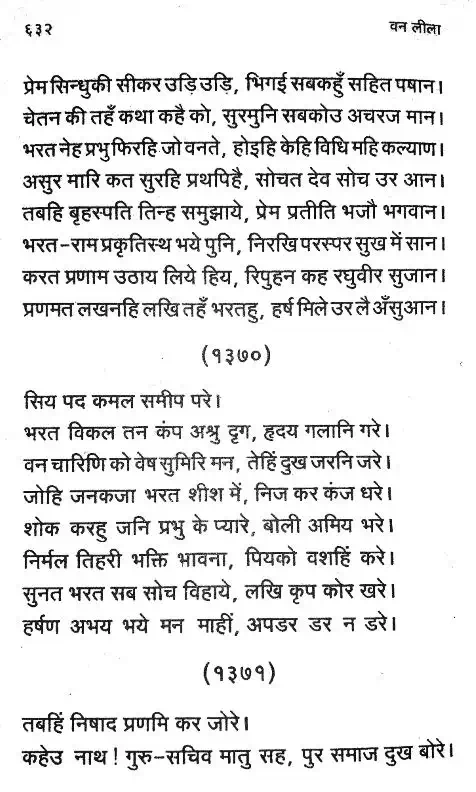 ६३२ वन लीला
प्रेम सिन्धुकी सीकर उड़ि उड़ि, भिगई सबकहुँ सहित पषान।
चेतन की तहँ कथा कहै को, सुरमुनि सबकोउ अचरज मान।
भरत नेह प्रभु फिरहि जो वनते, होइहि केहि विधि महि कल्याण।
असुर मारि कत सुरहि प्रथपिहै, सोचत देव सोच उर आन।
तबहि बृहस्पति तिन्ह समुझाये, प्रेम प्रतीति भजौ भगवान।
भरत-राम प्रकृतिस्थ भये पुनि, निरखि परस्पर सुख में सान।
करत प्रणाम उठाय लिये हिय, रिपुहन कह रघुवीर सुजान।
प्रणमत लखनहि लखि तहँ भरतहु, हर्ष मिले उर लै अँसुआन।
(१३७०)
सिय पद कमल समीप परे।
भरत विकल तन कंप अश्रु दृग, हृदय गलानि गरे।
वन चारिणि को वेष सुमिरि मन, तेहिं दुख जरनि जरे।
जोहि जनकजा भरत शीश में, निज कर कंज धरे।
शोक करहु जनि प्रभु के प्यारे, बोली अमिय भरे।
निर्मल तिहरी भक्ति भावना, पियको वशहिं करे।
सुनत भरत सब सोच विहाये, लखि कृप कोर खरे।
हर्षण अभय भये मन माहीं, अपडर डर न डरे।
(१३७१)
तबहिं निषाद प्रणमि कर जोरे।
कहेउ नाथ ! गुरु-सचिव मातु सह, पुर समाज दुख बोरे।